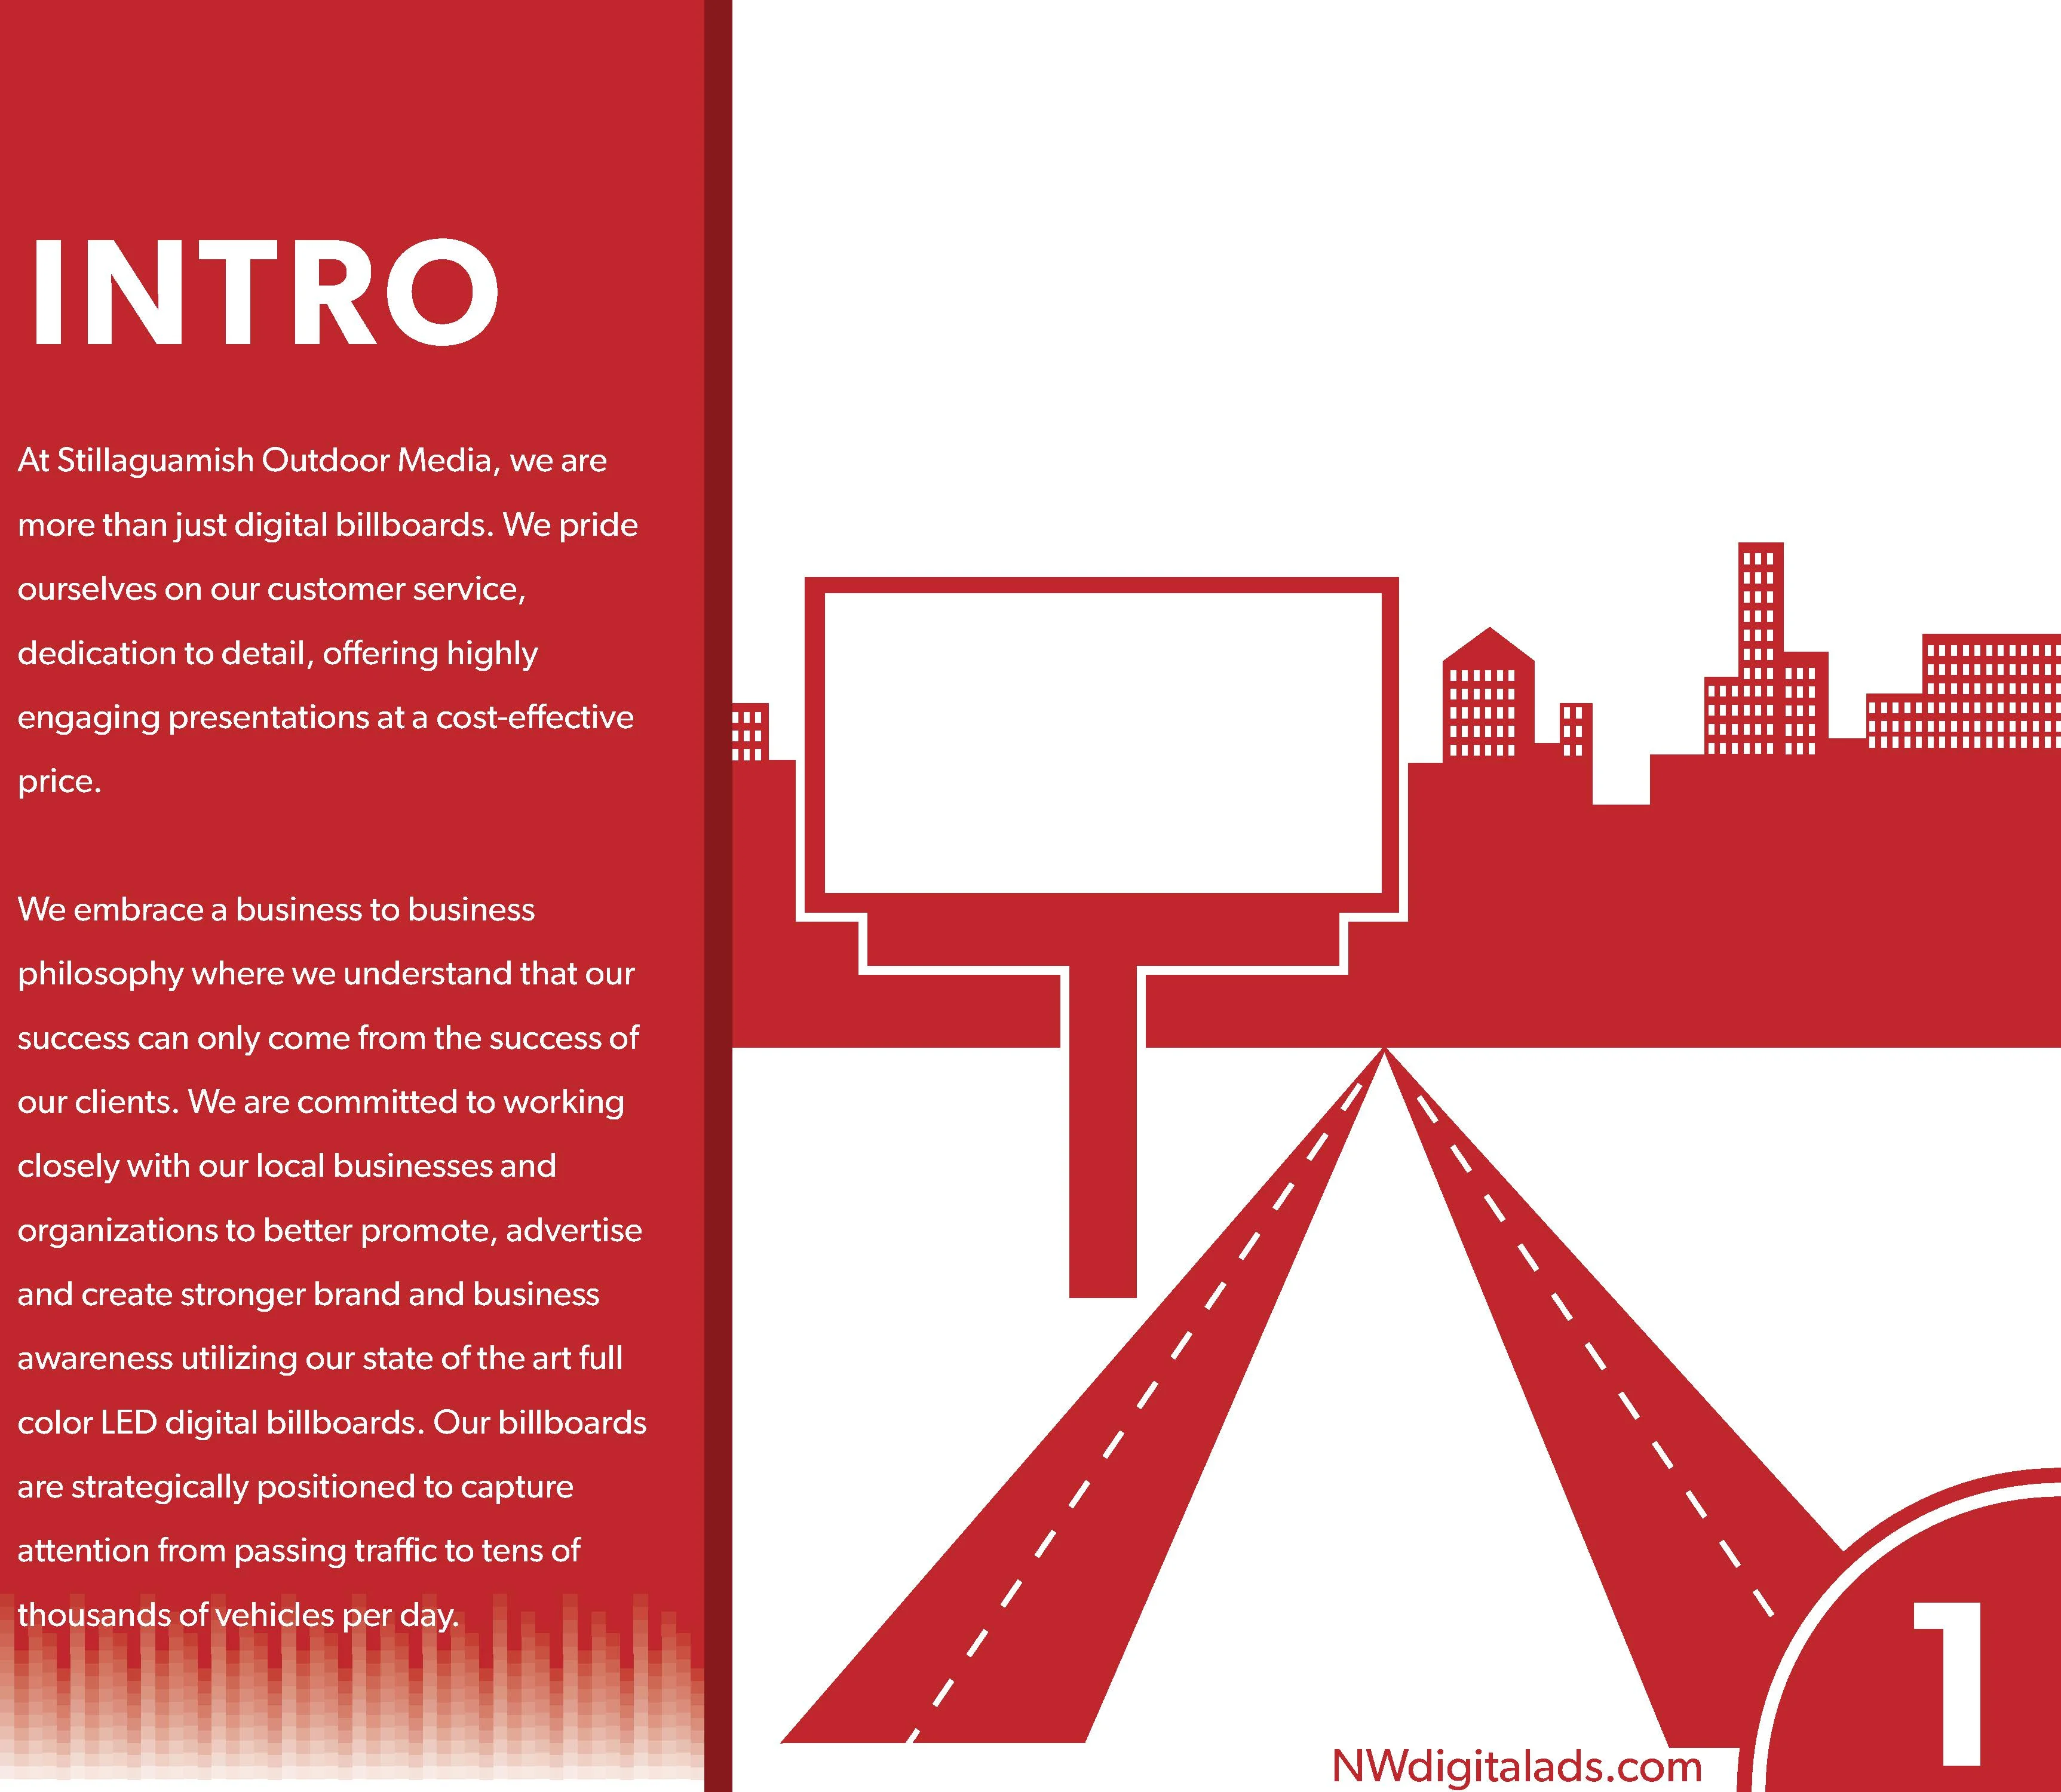 INTRO
At Stillaguamish Outdoor Media, we are
more than just digital billboards. We pride
ourselves on our customer service,
dedication to detail, offering highly
engaging presentations at a cost-effective
price.
We embrace a business to business
philosophy where we understand that our
success can only come from the success of
our clients. We are committed to working
closely with our local businesses and
organizations to better promote, advertise
and create stronger brand and business
awareness utilizing our state of the art full
color LED digital billboards. Our billboards
are strategically positioned to capture
attention from passing traffic to tens of
thousands of vehicles per day.
NWdigitalads.com
1